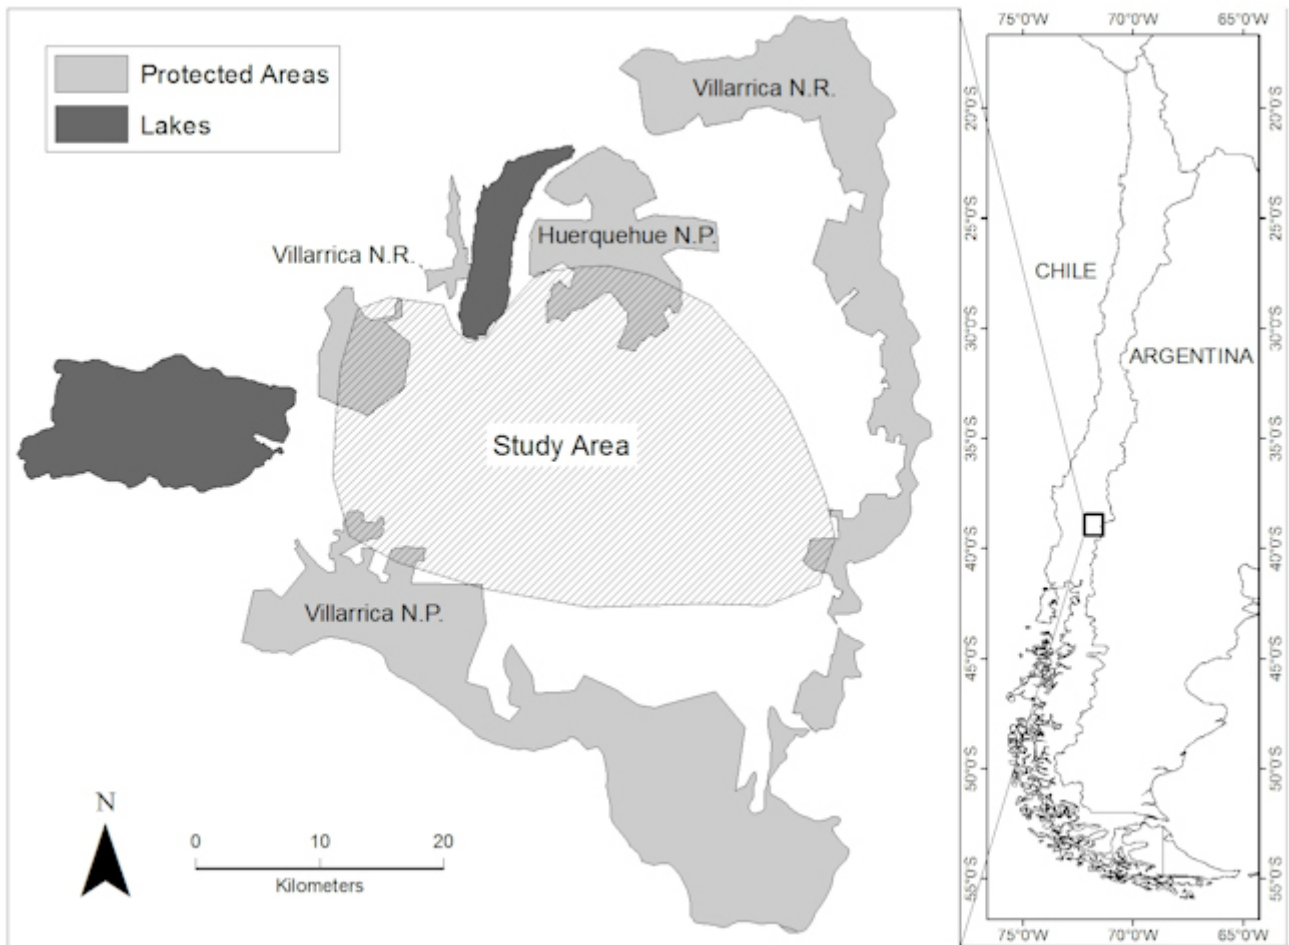 Protected Areas
Lakes
Villarrica N.R.
Huerquehue N.P.
Villarrica N.R.
Study Area
Villarrica N.P.
N
0 10 20
Kilometers
75°0'W 70°0'W 65°0'W
20°0'S 20°0'S
25°0'S 25°0'S
CHILE
30°0'S 30°0'S
ARGENTINA
35°0'S 35°0'S
40°0'S 40°0'S
45°0'S 45°0'S
50°0'S 50°0'S
55°0'S 55°0'S
75°0'W 70°0'W 65°0'W